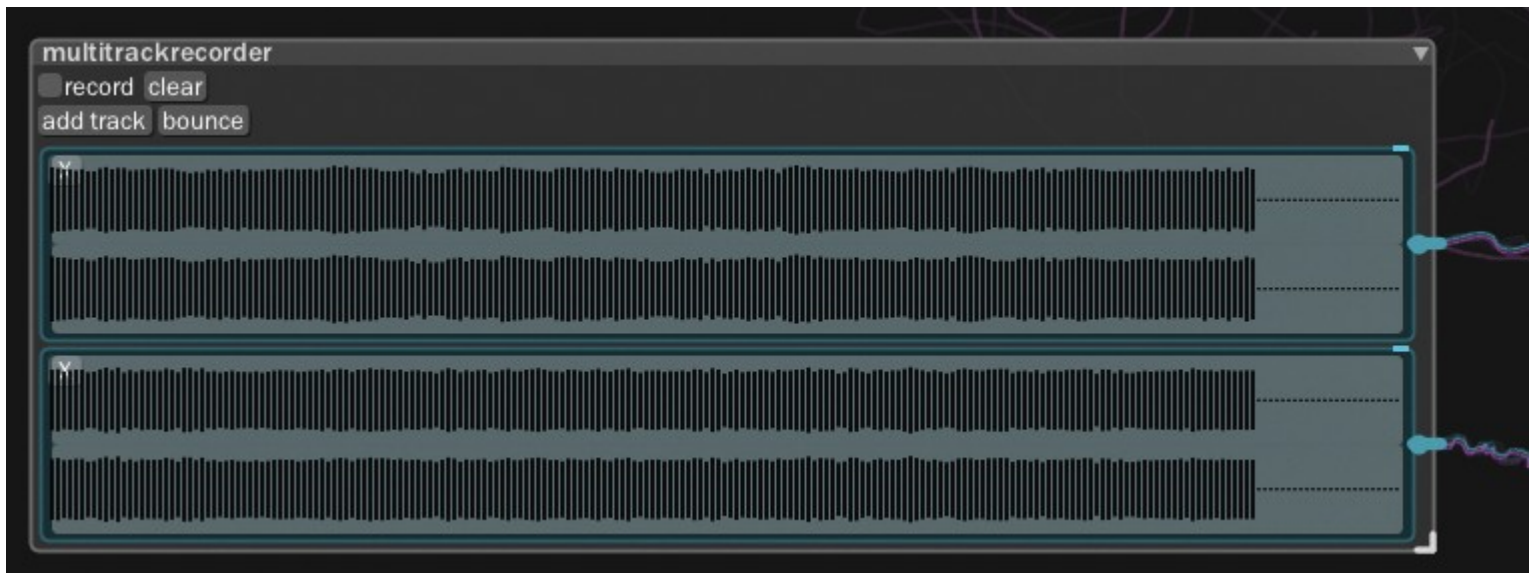 multitrackrecorder
record clear
add track bounce
X
X